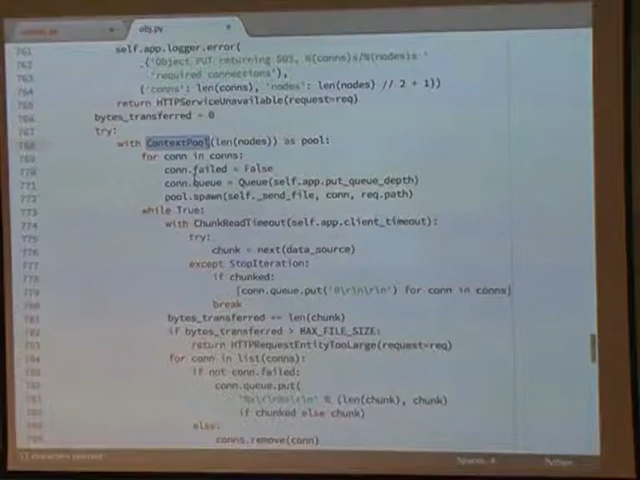 obj.py
761 self.app.logger.error(
762 _('Object PUT returning 503, %(conns)s/%(nodes)s '
763 'required connections'),
764 {'conns': len(conns), 'nodes': len(nodes) // 2 + 1})
765 return HTTPServiceUnavailable(request=req)
766 bytes_transferred = 0
767 try:
768 with ContextPool(len(nodes)) as pool:
769 for conn in conns:
770 conn.failed = False
771 conn.queue = Queue(self.app.put_queue_depth)
772 pool.spawn(self._send_file, conn, req.path)
773 while True:
774 with ChunkReadTimeout(self.app.client_timeout):
775 try:
776 chunk = next(data_source)
777 except StopIteration:
778 if chunked:
779 [conn.queue.put('0\r\n\r\n') for conn in conns]
780 break
781 bytes_transferred += len(chunk)
782 if bytes_transferred > MAX_FILE_SIZE:
783 return HTTPRequestEntityTooLarge(request=req)
784 for conn in list(conns):
785 if not conn.failed:
786 conn.queue.put(
787 '%x\r\n%s\r\n' % (len(chunk), chunk)
788 if chunked else chunk)
789 else:
790 conns.remove(conn)
11 characters selected
Spaces: 4
Python